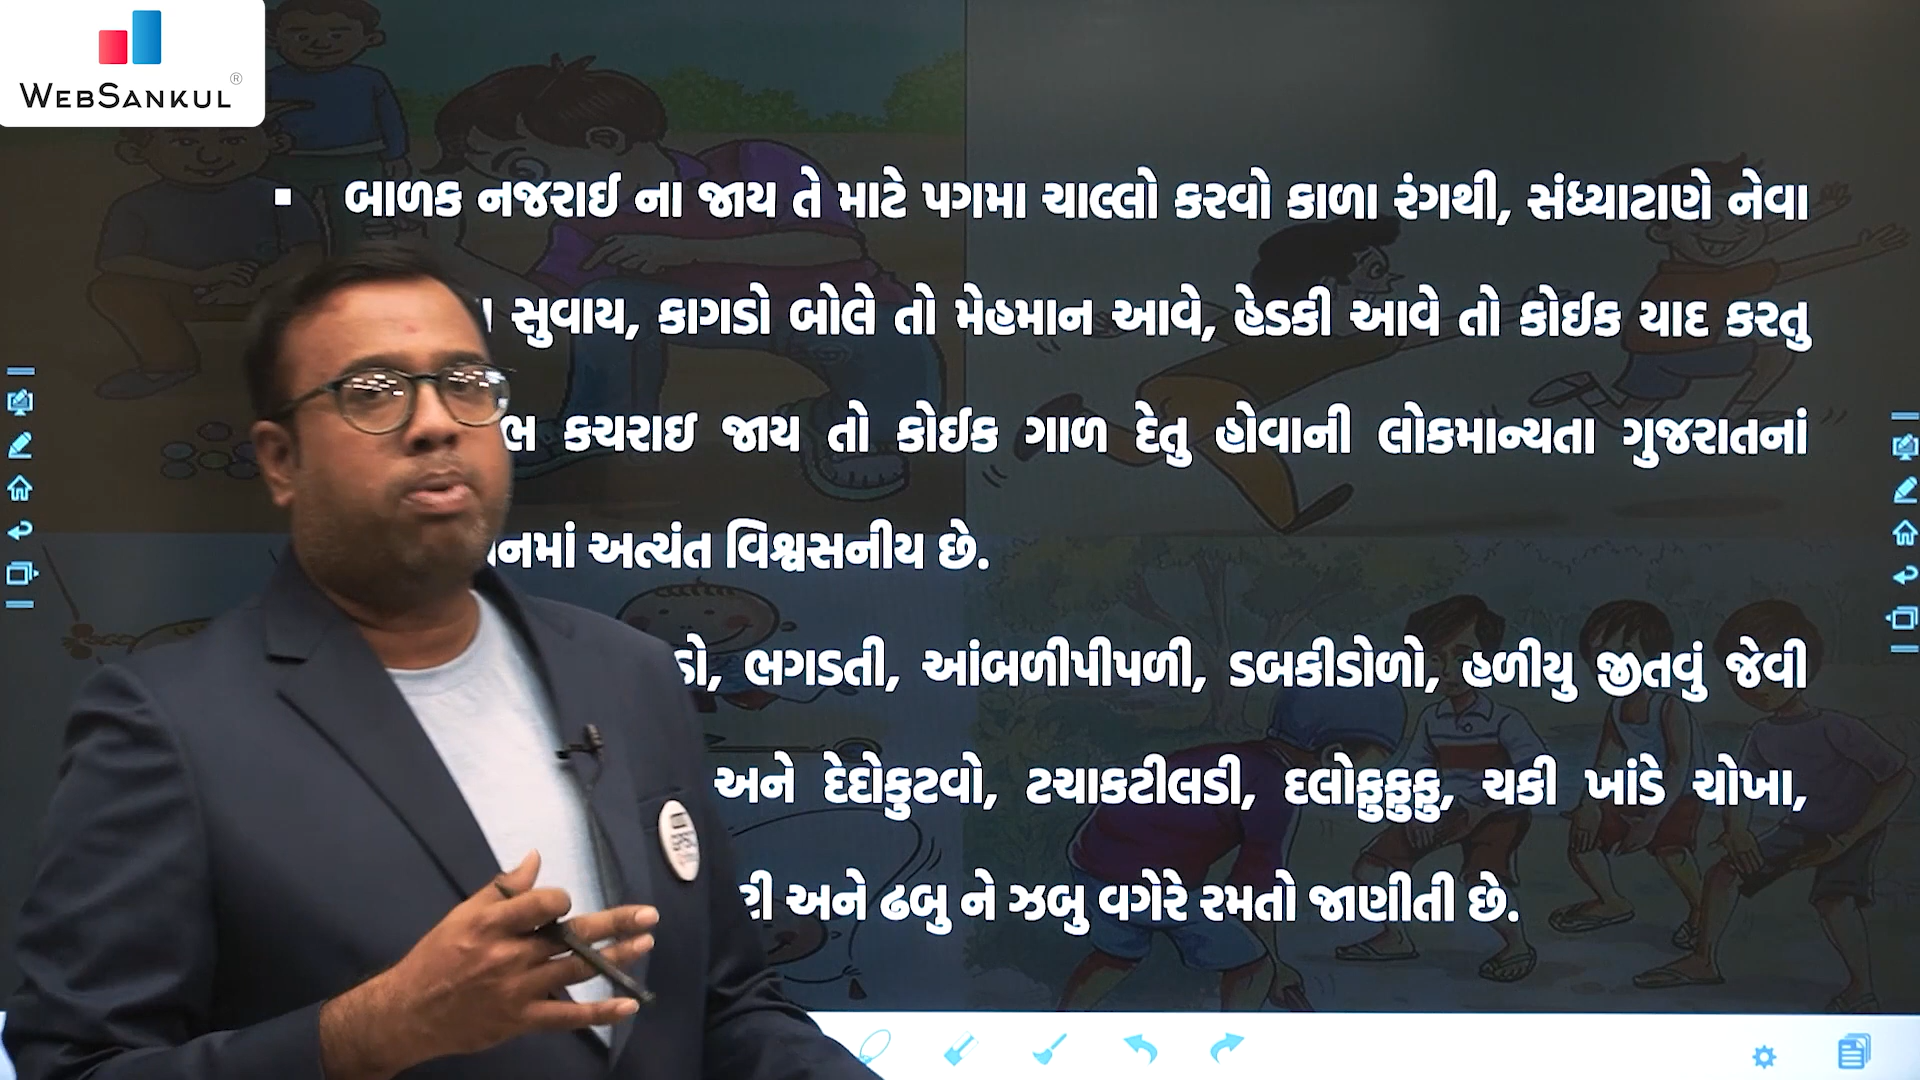 WEBSANKUL®
બાળક નજરાઈ ના જાય તે માટે પગમા ચાલ્લો કરવો કાળા રંગથી, સંધ્યાટાણે નેવા
સુવાય, કાગડો બોલે તો મેહમાન આવે, હેડકી આવે તો કોઈક યાદ કરતુ
કચરાઇ જાય તો કોઈક ગાળ દેતુ હોવાની લોકમાન્યતા ગુજરાતનાં
અત્યંત વિશ્વસનીય છે.
ભગડતી, આંબળીપીપળી, ડબકીડોળો, હળીયુ જીતવું જેવી
અને દેદોકુટવો, ટચાકટીલડી, દલોફુફુફુ, ચકી ખાંડે ચોખા,
અને ઢબુ ને ઝબુ વગેરે રમતો જાણીતી છે.